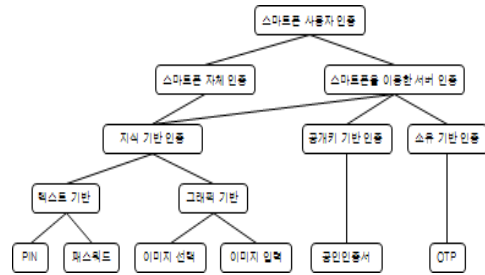 스마트폰 사용자 인증
스마트폰 자체 인증
스마트폰을 이용한 서버 인증
지식 기반 인증
공개키 기반 인증
소유 기반 인증
텍스트 기반
그래픽 기반
PIN
패스워드
이미지 선택
이미지 입력
공인인증서
OTP